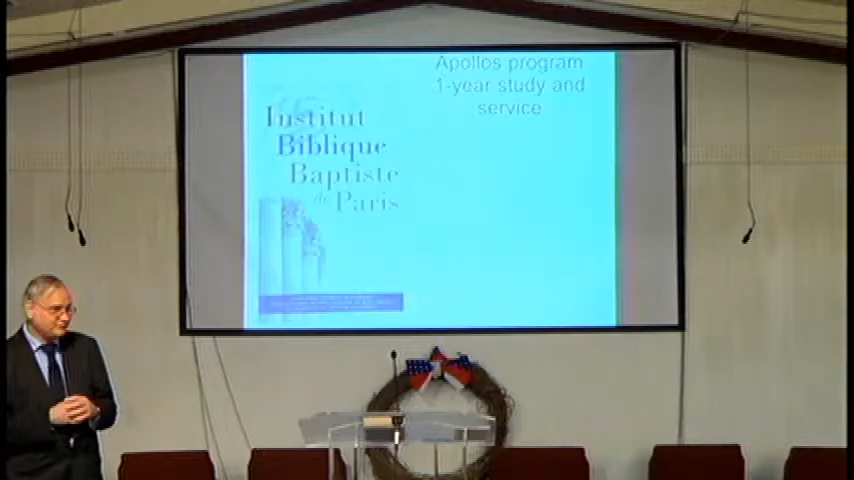 Apollos program
1-year study and
service
Institut
Biblique
Baptiste
de
Paris